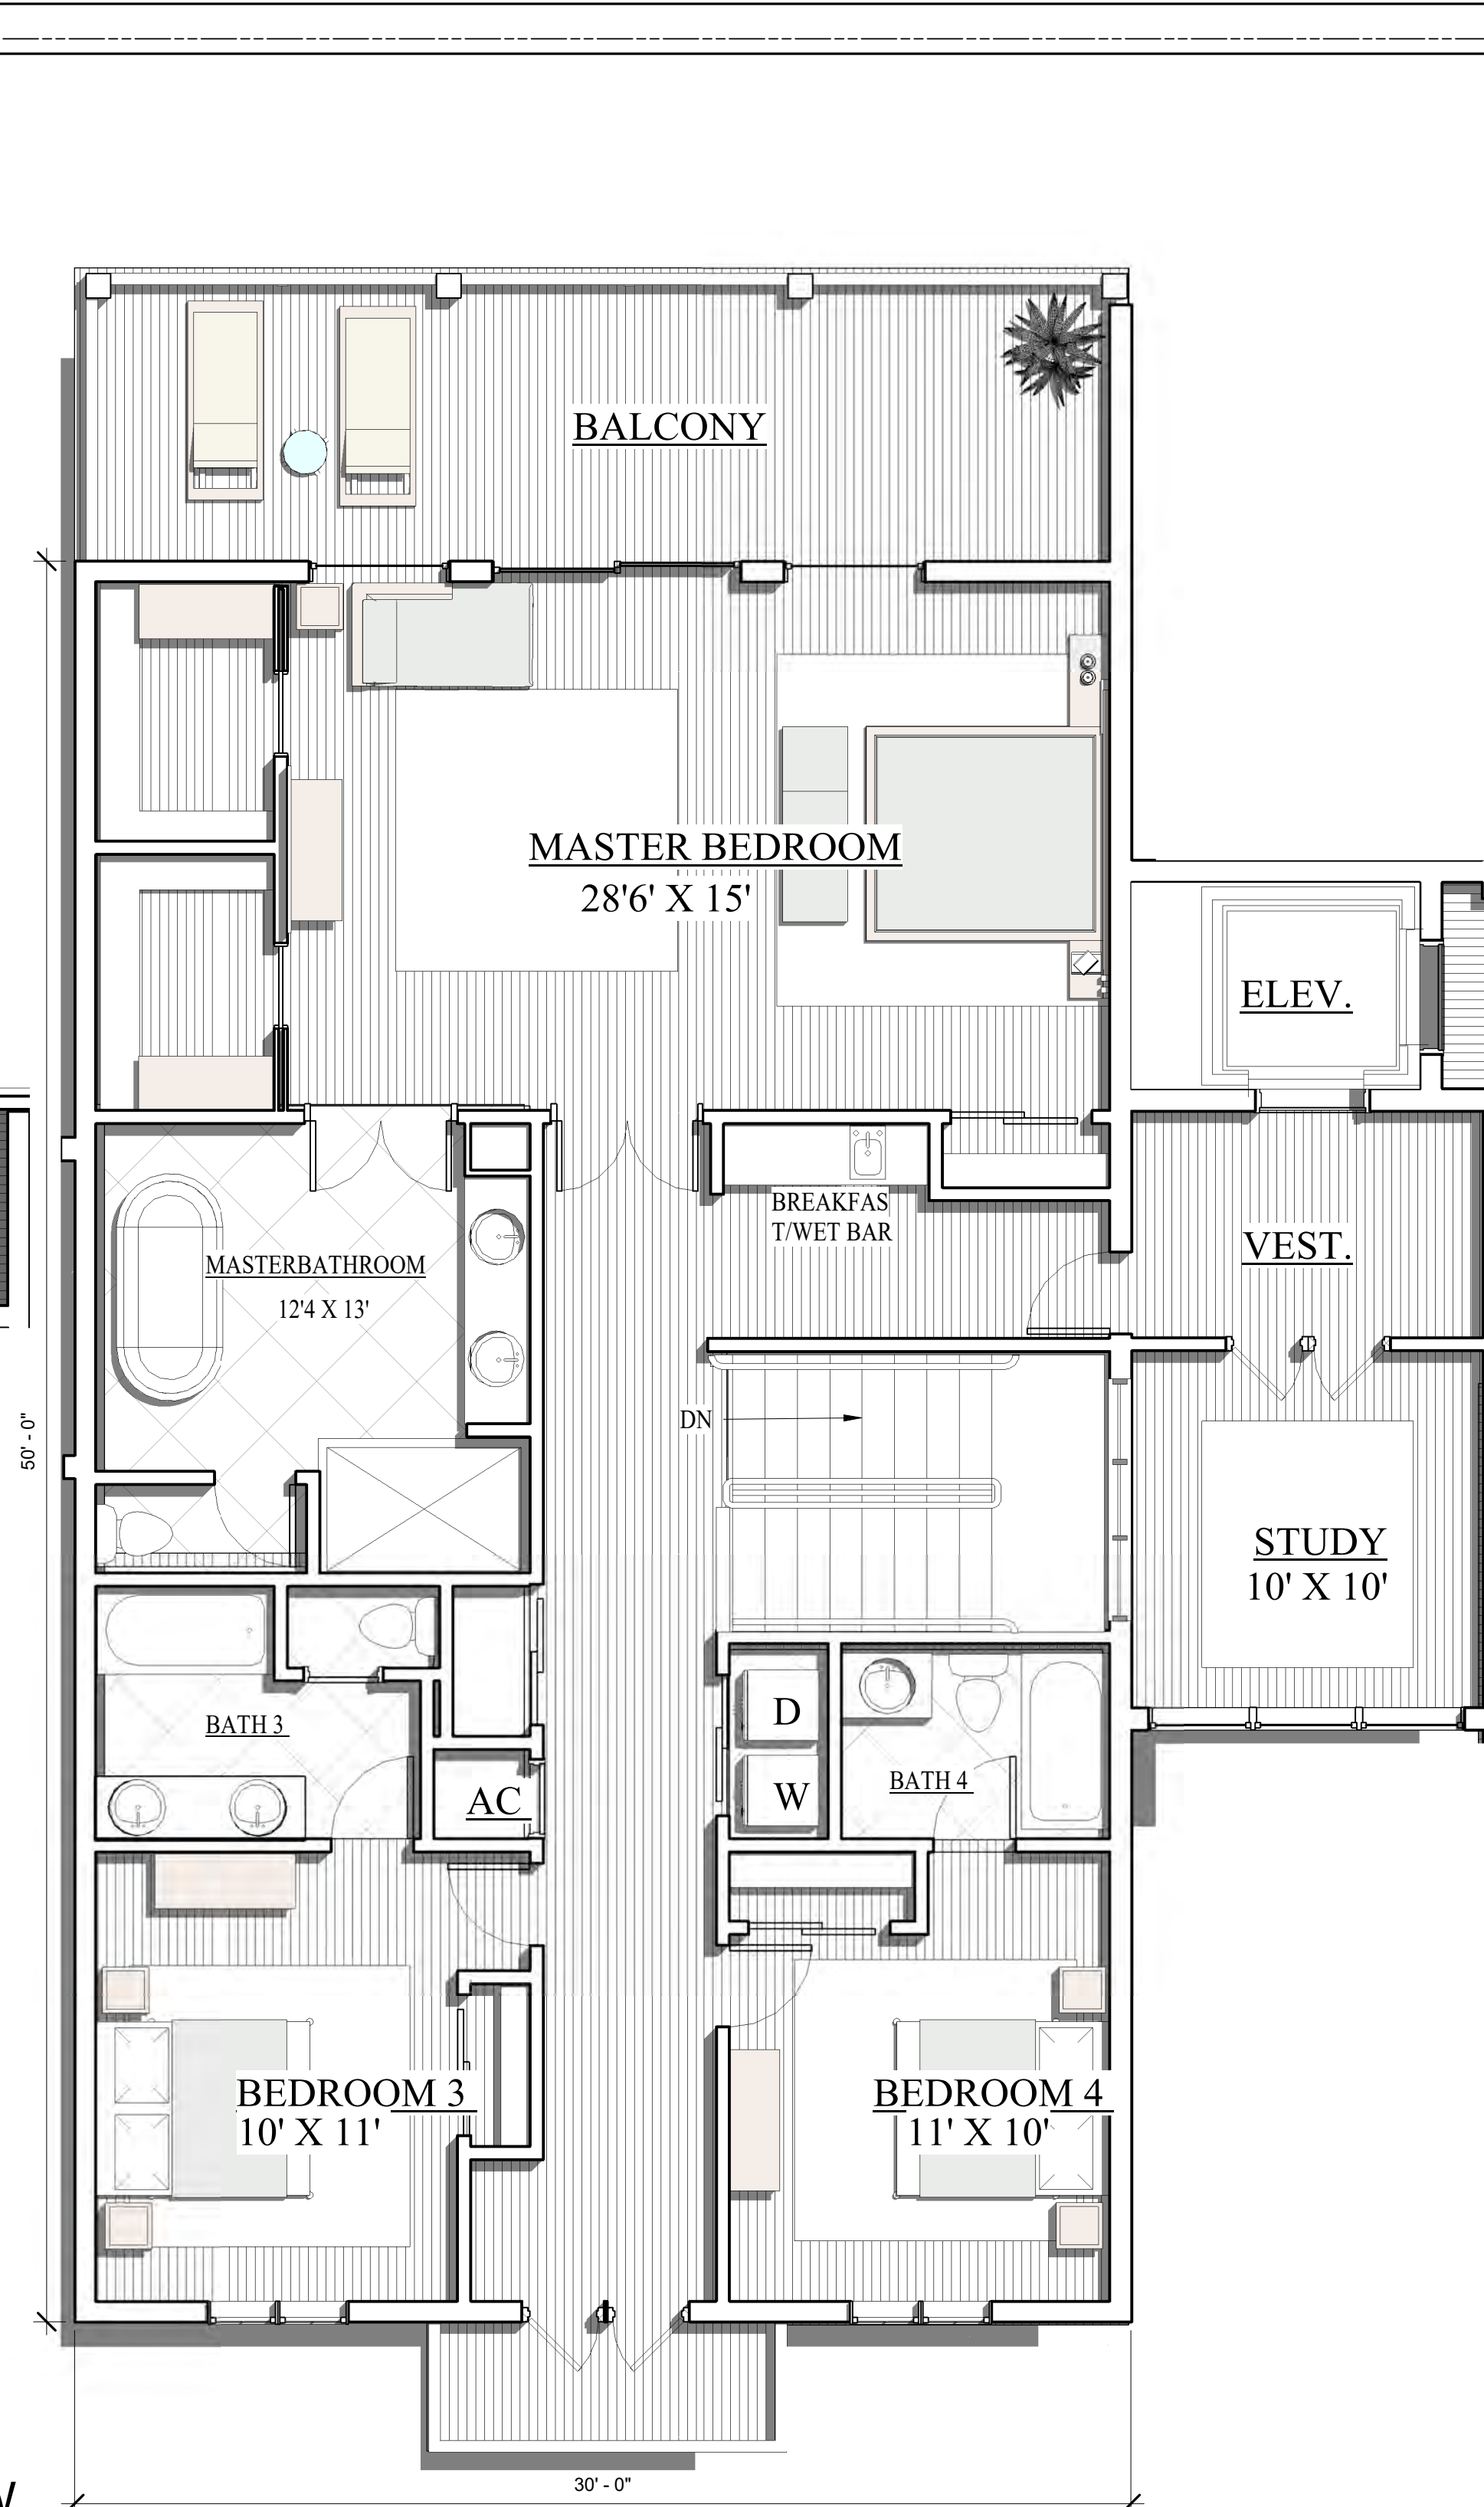 BALCONY
MASTER BEDROOM
28'6' X 15'
ELEV.
BREAKFAS
T/WET BAR
VEST.
MASTERBATHROOM
12'4 X 13'
DN
50' - 0"
STUDY
10' X 10'
D
BATH 3
BATH 4
W
AC
BEDROOM 3
10' X 11'
BEDROOM 4
11' X 10'
30' - 0"